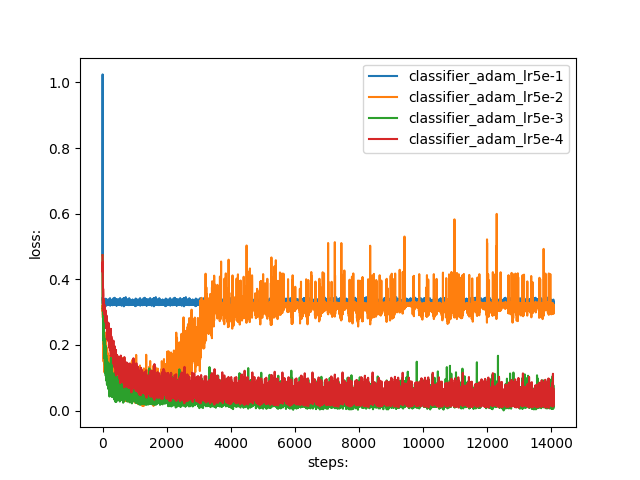 classifier_adam_lr5e-1
classifier_adam_lr5e-2
classifier_adam_lr5e-3
classifier_adam_lr5e-4
1.0
0.8
0.6
0.4
0.2
0.0
loss:
0 2000 4000 6000 8000 10000 12000 14000
steps: